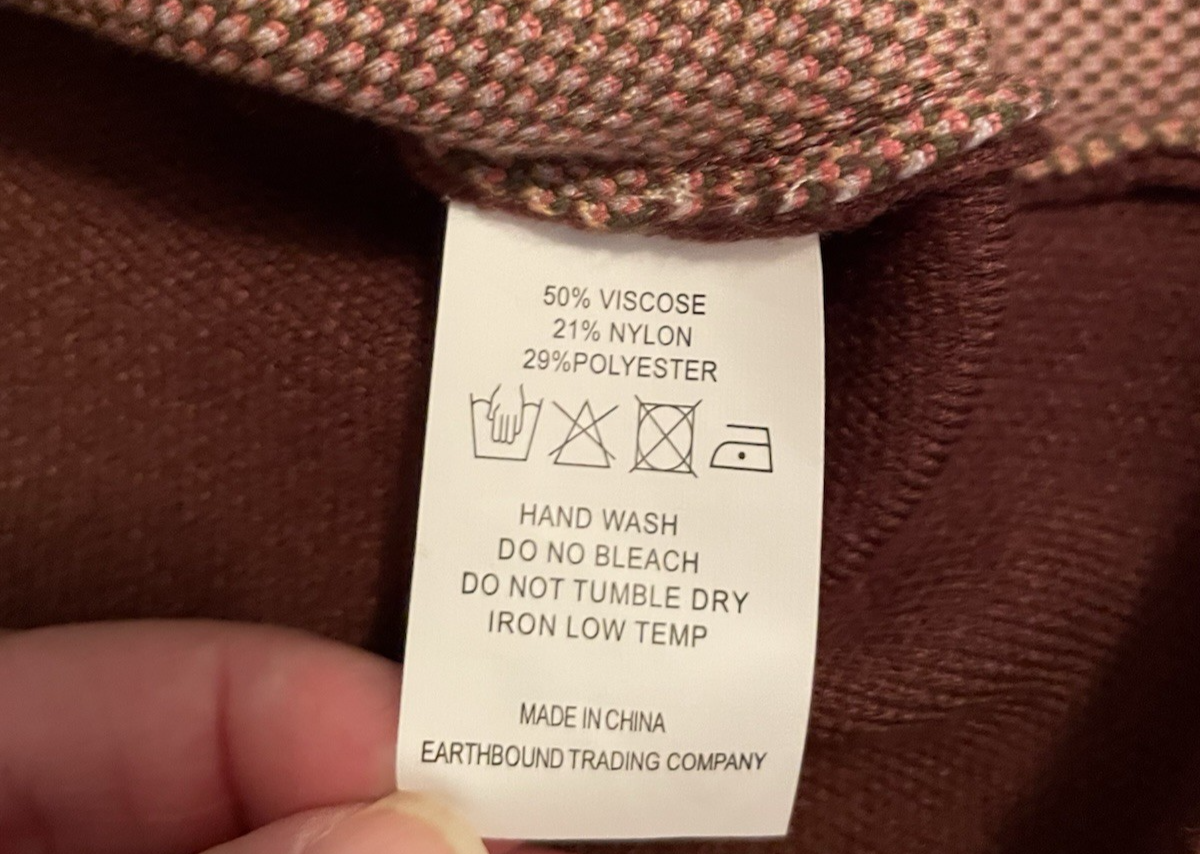 50% VISCOSE
21% NYLON
29%POLYESTER
HAND WASH
DO NO BLEACH
DO NOT TUMBLE DRY
IRON LOW TEMP
MADE IN CHINA
EARTHBOUND TRADING COMPANY